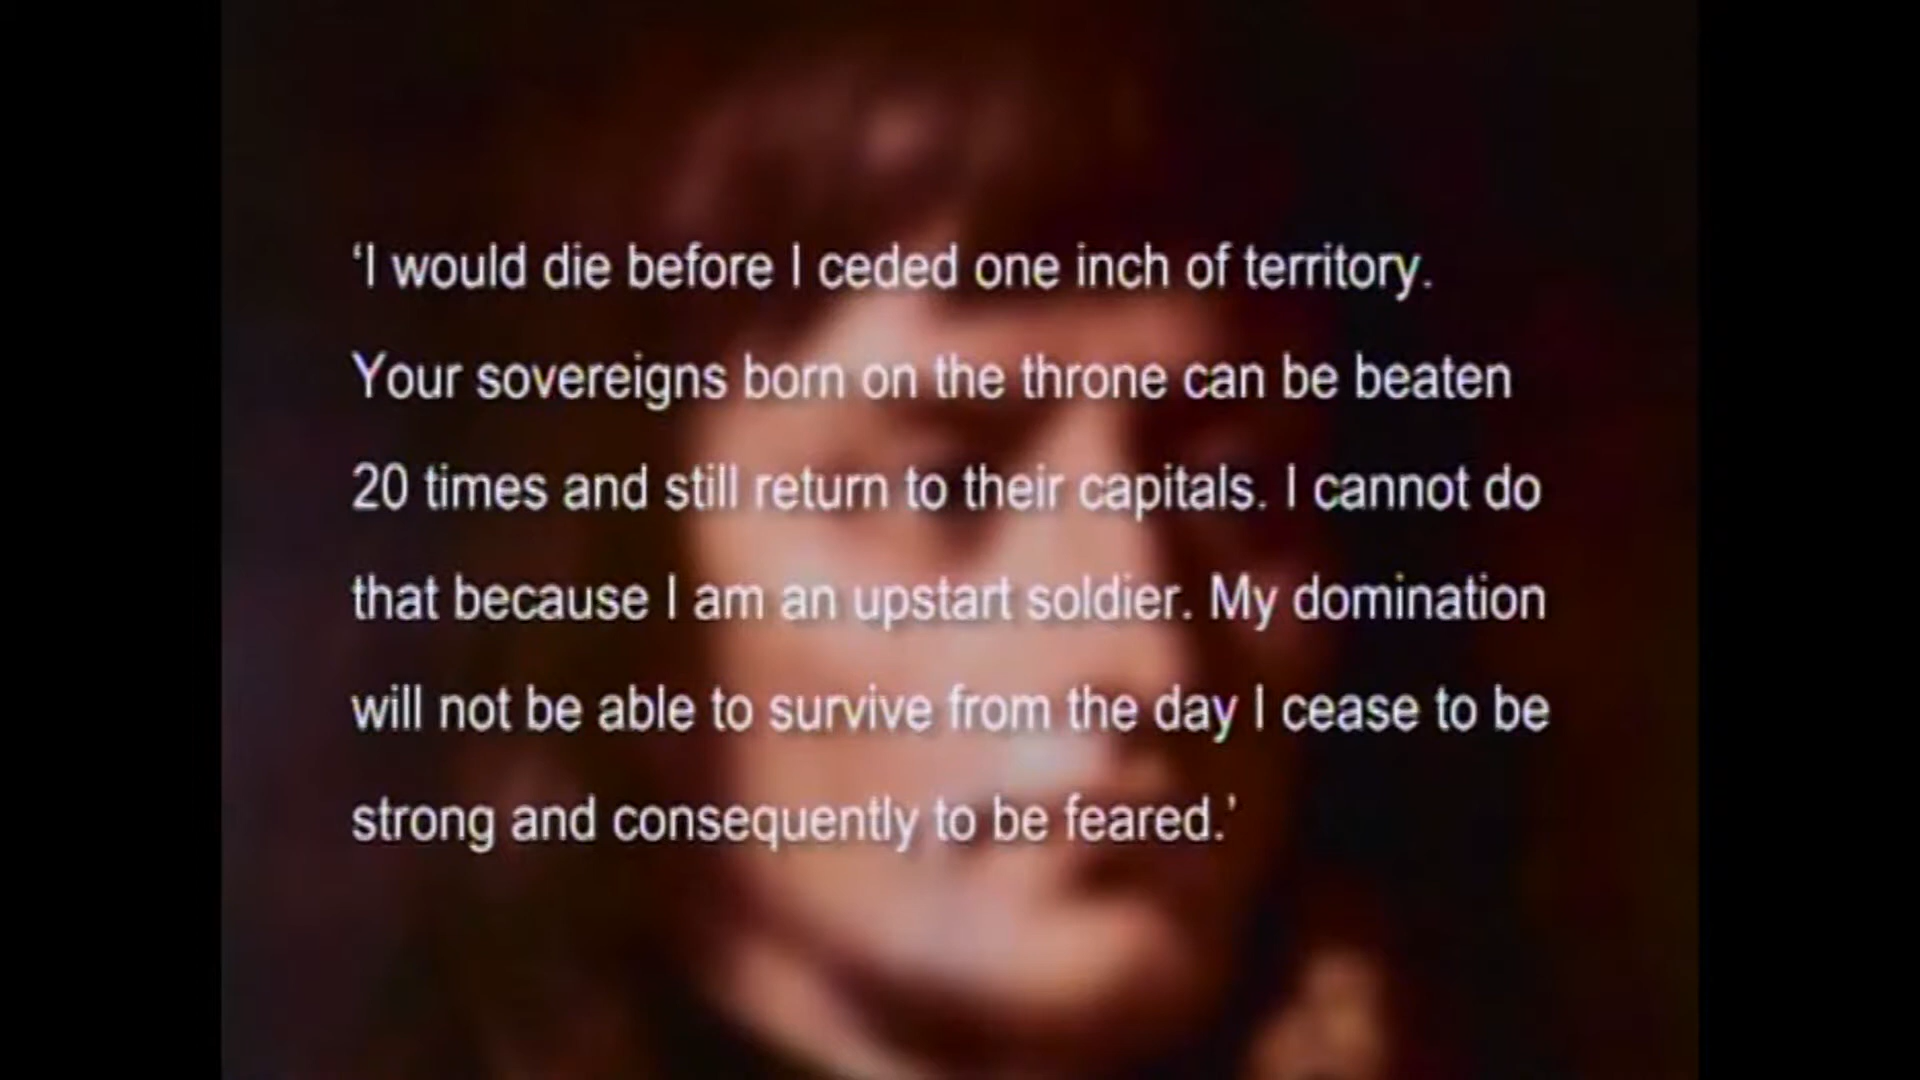 ‘I would die before I ceded one inch of territory.
Your sovereigns born on the throne can be beaten
20 times and still return to their capitals. I cannot do
that because I am an upstart soldier. My domination
will not be able to survive from the day I cease to be
strong and consequently to be feared.’